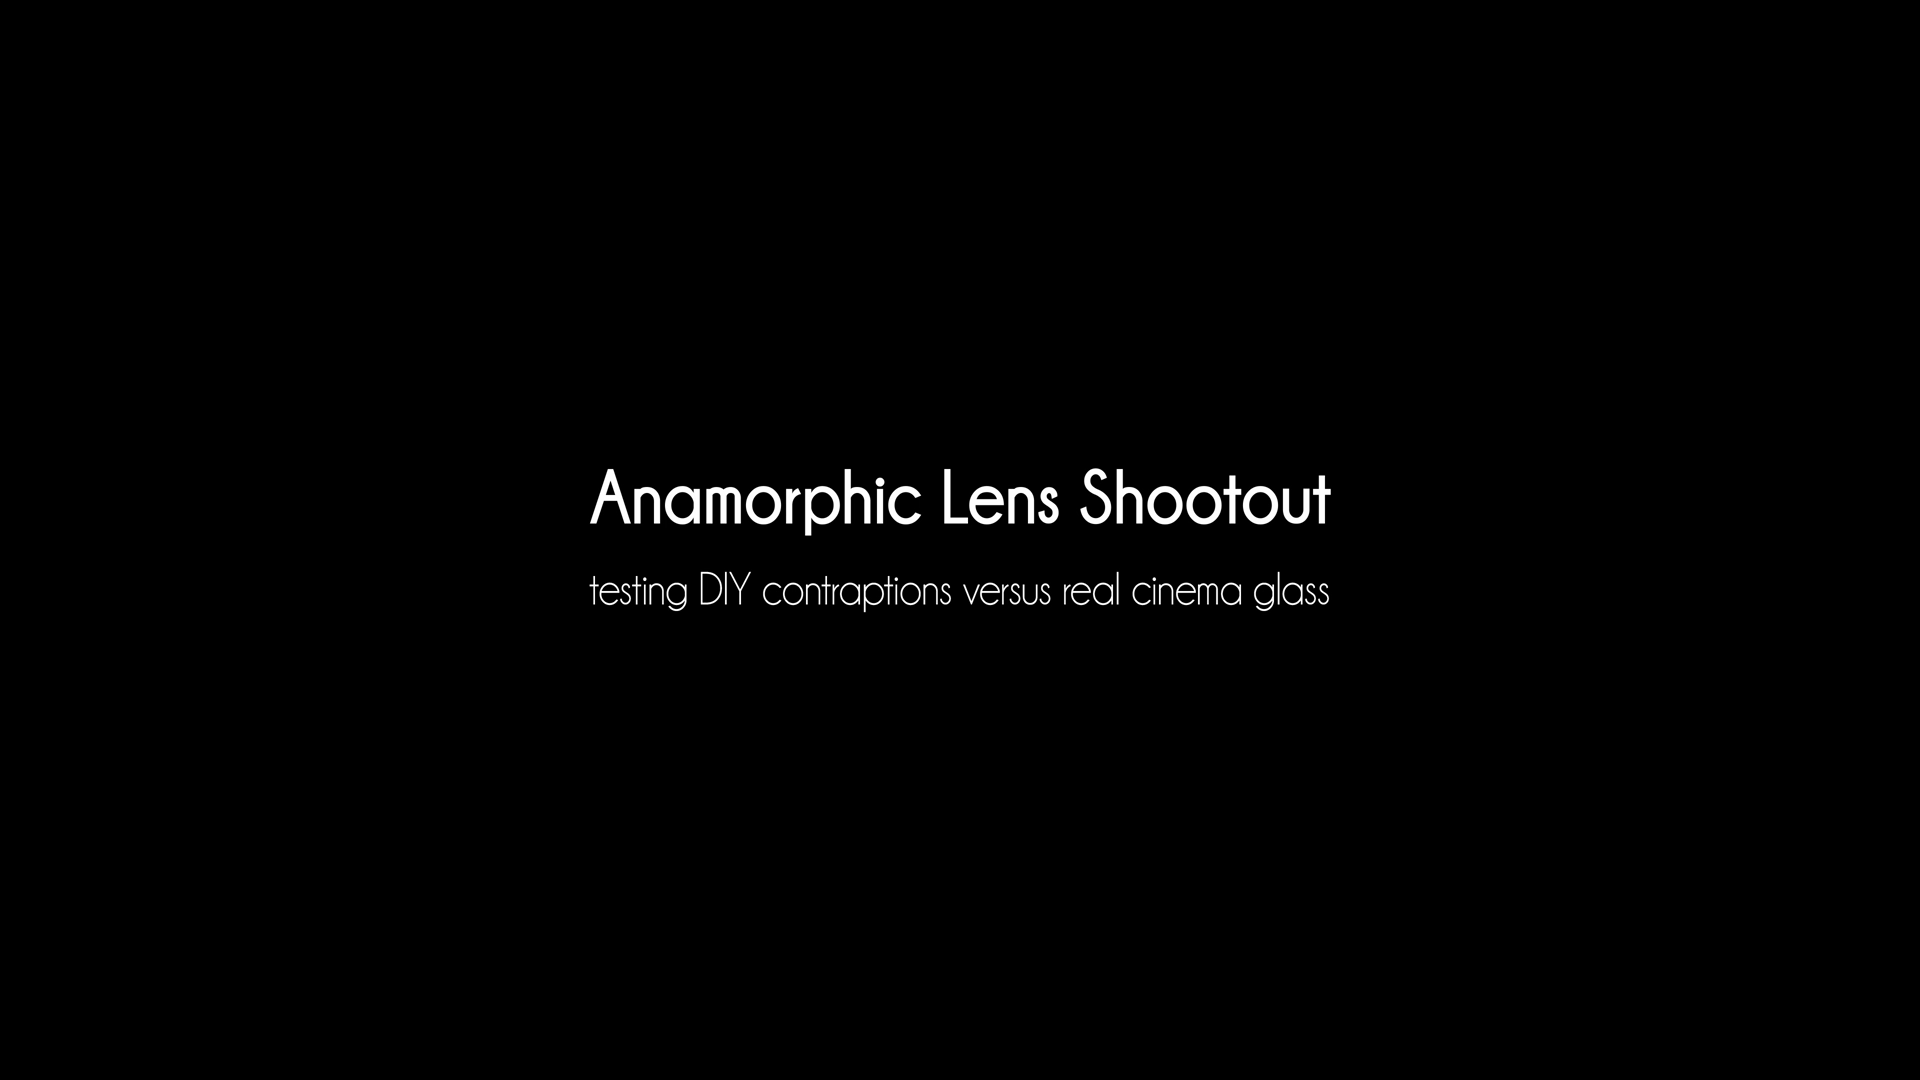 Anamorphic Lens Shootout
testing DIY contraptions versus real cinema glass